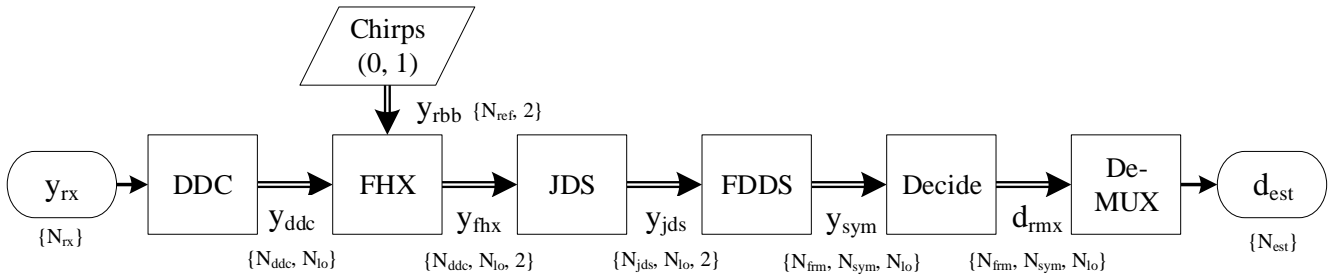 Chirps
(0, 1)
y_rbb {N_ref, 2}
y_rx
DDC
FHX
JDS
FDDS
Decide
De-
MUX
d_est
y_ddc
y_fhx
y_jds
y_sym
d_rmx
{N_rx}
{N_ddc, N_lo}
{N_ddc, N_lo, 2}
{N_jds, N_lo, 2}
{N_frm, N_sym, N_lo}
{N_frm, N_sym, N_lo}
{N_est}